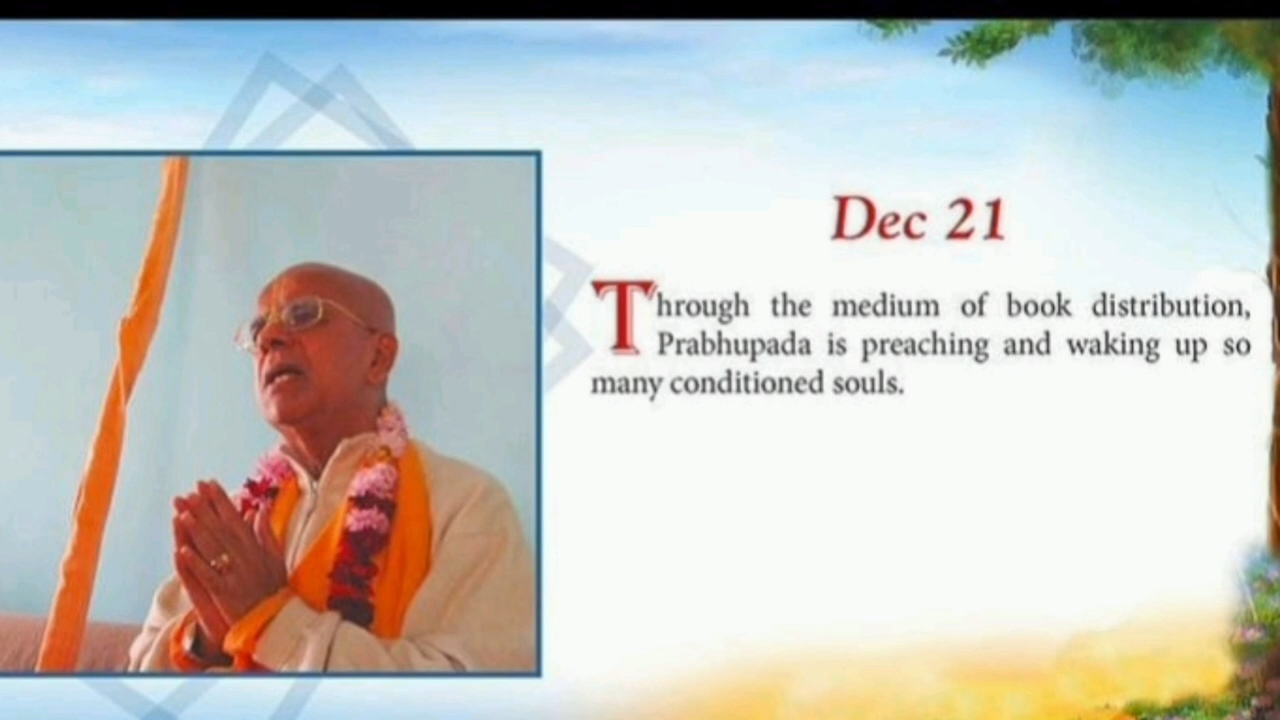 Dec 21
Through the medium of book distribution,
Prabhupada is preaching and waking up so
many conditioned souls.